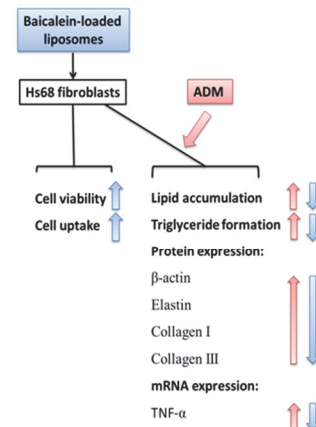 Baicalein-loaded
liposomes
Hs68 fibroblasts
ADM
Cell viability
Cell uptake
Lipid accumulation
Triglyceride formation
Protein expression:
β-actin
Elastin
Collagen I
Collagen III
mRNA expression:
TNF-α